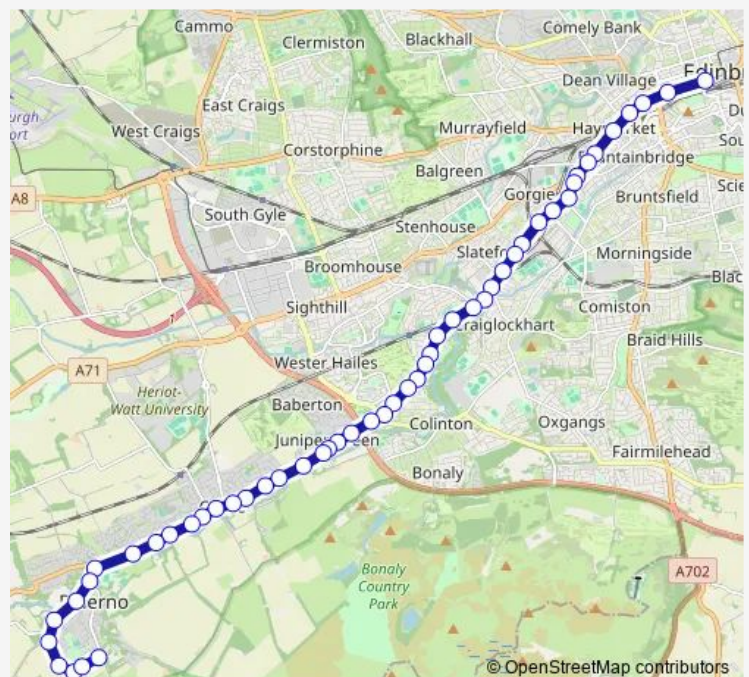 Cammo
Comely Bank
Clermiston
Blackhall
Edinb
Dean Village
East Craigs
West Craigs
Murrayfield
Corstorphine
Balgreen
Bruntsfield
A8
South Gyle
Gorgie
Stenhouse
Broomhouse
Morningside
Sighthill
Comiston
Craiglockhart
Braid Hills
A71
Wester Hailes
Heriot-
Watt University
Baberton
Colinton
Oxgangs
Fairmilehead
Bonaly
A702
Bonaly
Country
Park
© OpenStreetMap contributors